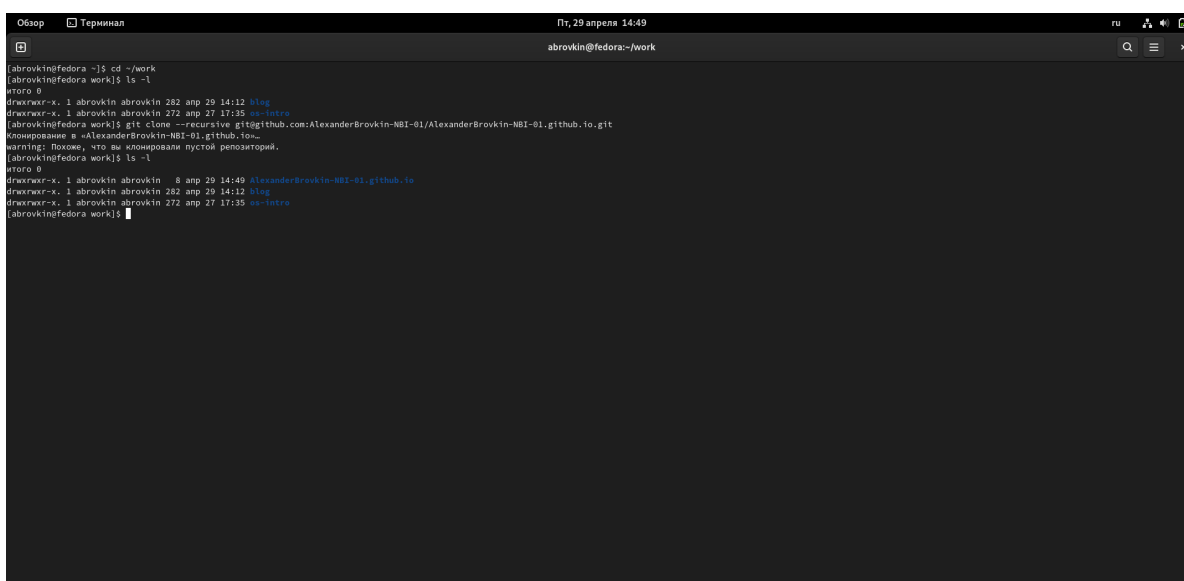 Обзор Терминал Пт, 29 апреля 14:49 ru
abrovkin@fedora:~/work
[abrovkin@fedora ~]$ cd ~/work
[abrovkin@fedora work]$ ls -l
итого 0
drwxrwxr-x. 1 abrovkin abrovkin 282 апр 29 14:12 blog
drwxrwxr-x. 1 abrovkin abrovkin 272 апр 27 17:35 os-intro
[abrovkin@fedora work]$ git clone --recursive git@github.com:AlexanderBrovkin-NBI-01/AlexanderBrovkin-NBI-01.github.io.git
Клонирование в «AlexanderBrovkin-NBI-01.github.io»…
warning: Похоже, что вы клонировали пустой репозиторий.
[abrovkin@fedora work]$ ls -l
итого 0
drwxrwxr-x. 1 abrovkin abrovkin   8 апр 29 14:49 AlexanderBrovkin-NBI-01.github.io
drwxrwxr-x. 1 abrovkin abrovkin 282 апр 29 14:12 blog
drwxrwxr-x. 1 abrovkin abrovkin 272 апр 27 17:35 os-intro
[abrovkin@fedora work]$